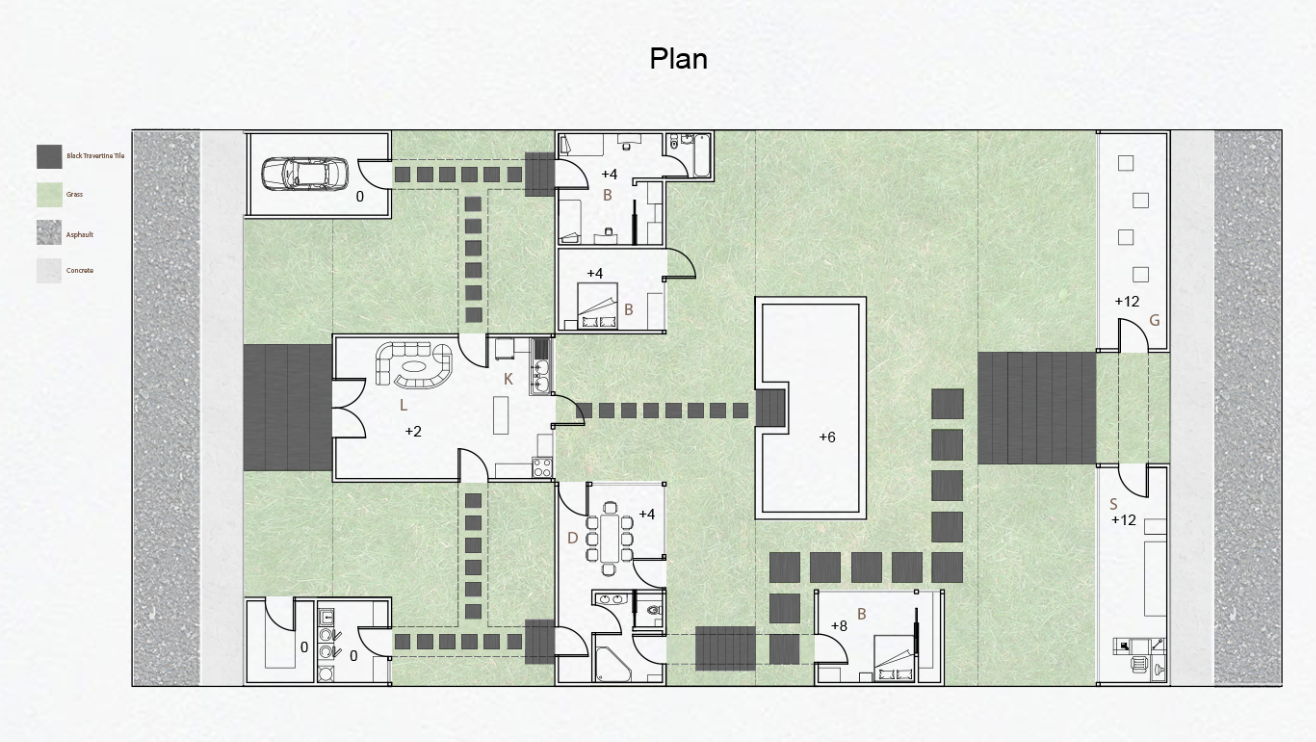 Plan
Black Travertine Tile
Grass
Asphault
Concrete
0
+4
B
+4
B
K
L
+2
+6
+12
G
S
+12
D
+4
B
+8
0
0